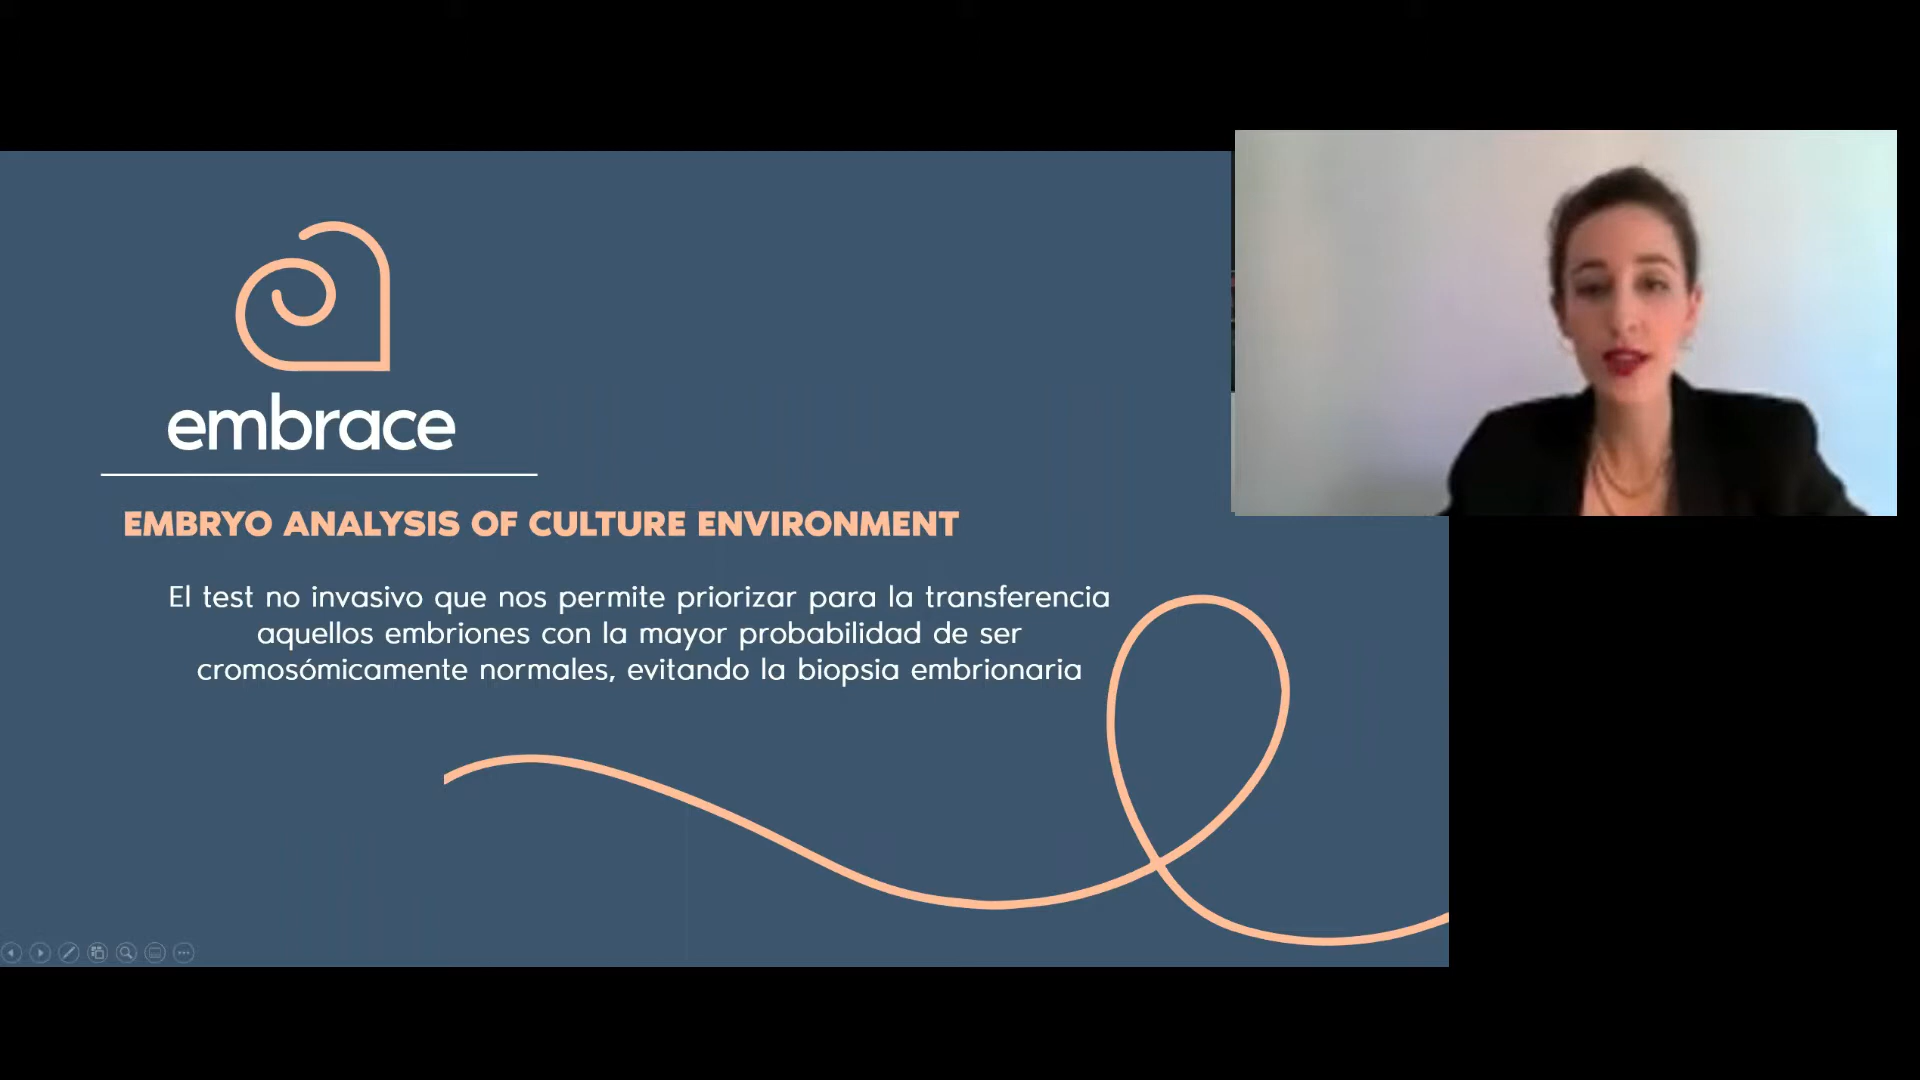 embrace
EMBRYO ANALYSIS OF CULTURE ENVIRONMENT
El test no invasivo que nos permite priorizar para la transferencia
aquellos embriones con la mayor probabilidad de ser
cromosómicamente normales, evitando la biopsia embrionaria